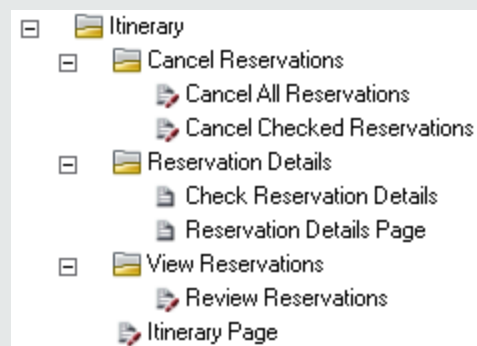 Itinerary
Cancel Reservations
Cancel All Reservations
Cancel Checked Reservations
Reservation Details
Check Reservation Details
Reservation Details Page
View Reservations
Review Reservations
Itinerary Page